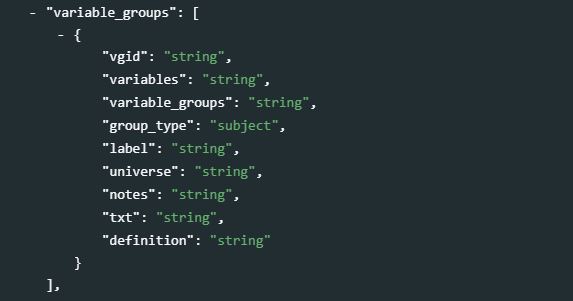 - "variable_groups": [
- {
"vgid": "string",
"variables": "string",
"variable_groups": "string",
"group_type": "subject",
"label": "string",
"universe": "string",
"notes": "string",
"txt": "string",
"definition": "string"
}
],